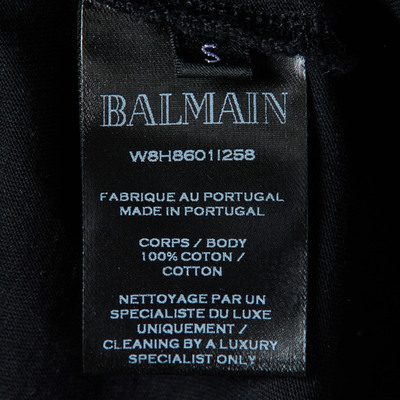 S
BALMAIN
W8H8601I258
FABRIQUE AU PORTUGAL
MADE IN PORTUGAL
CORPS / BODY
100% COTON /
COTTON
NETTOYAGE PAR UN
SPECIALISTE DU LUXE
UNIQUEMENT /
CLEANING BY A LUXURY
SPECIALIST ONLY